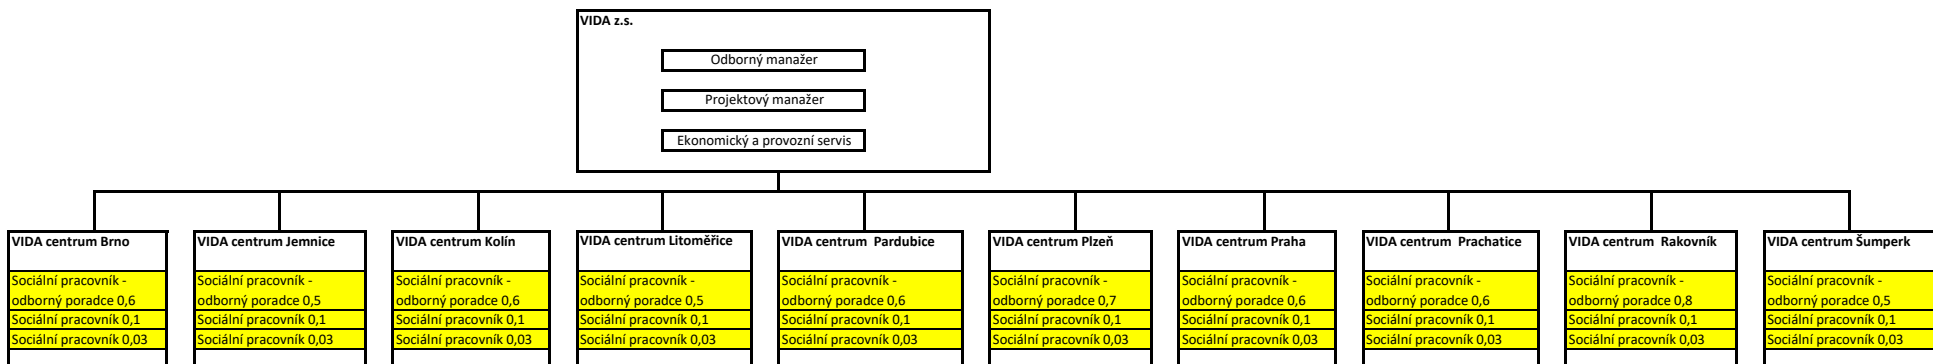 VIDA z.s.
Odborný manažer
Projektový manažer
Ekonomický a provozní servis
VIDA centrum Brno
Sociální pracovník -
odborný poradce 0,6
Sociální pracovník 0,1
Sociální pracovník 0,03
VIDA centrum Jemnice
Sociální pracovník -
odborný poradce 0,5
Sociální pracovník 0,1
Sociální pracovník 0,03
VIDA centrum Kolín
Sociální pracovník -
odborný poradce 0,6
Sociální pracovník 0,1
Sociální pracovník 0,03
VIDA centrum Litoměřice
Sociální pracovník -
odborný poradce 0,5
Sociální pracovník 0,1
Sociální pracovník 0,03
VIDA centrum Pardubice
Sociální pracovník -
odborný poradce 0,6
Sociální pracovník 0,1
Sociální pracovník 0,03
VIDA centrum Plzeň
Sociální pracovník -
odborný poradce 0,7
Sociální pracovník 0,1
Sociální pracovník 0,03
VIDA centrum Praha
Sociální pracovník -
odborný poradce 0,6
Sociální pracovník 0,1
Sociální pracovník 0,03
VIDA centrum Prachatice
Sociální pracovník -
odborný poradce 0,6
Sociální pracovník 0,1
Sociální pracovník 0,03
VIDA centrum Rakovník
Sociální pracovník -
odborný poradce 0,8
Sociální pracovník 0,1
Sociální pracovník 0,03
VIDA centrum Šumperk
Sociální pracovník -
odborný poradce 0,5
Sociální pracovník 0,1
Sociální pracovník 0,03